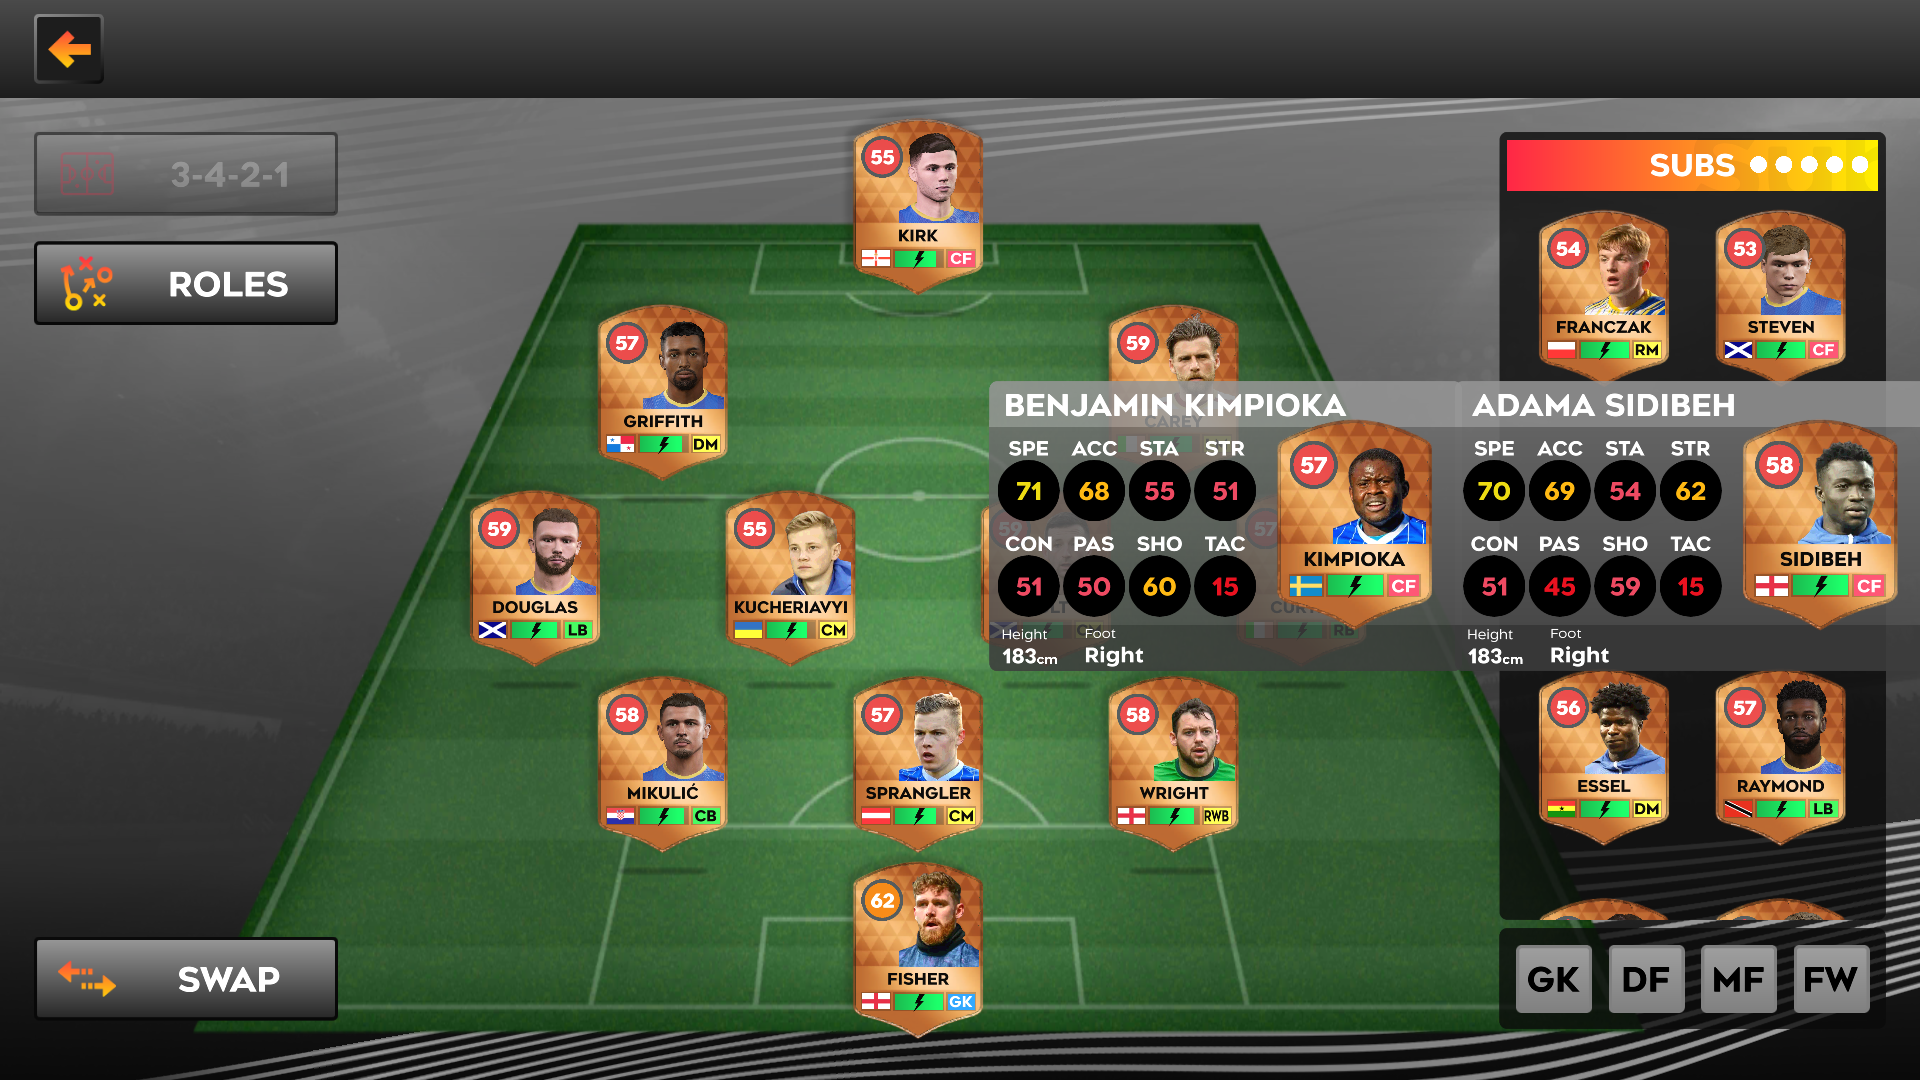 3-4-2-1
ROLES
SWAP
55
KIRK
CF
57
GRIFFITH
DM
59
CAREY
59
DOUGLAS
LB
55
KUCHERIAVYI
CM
59
CM
57
RB
58
MIKULIĆ
CB
57
SPRANGLER
CM
58
WRIGHT
RWB
62
FISHER
GK
BENJAMIN KIMPIOKA
SPE ACC STA STR
71 68 55 51
CON PAS SHO TAC
51 50 60 15
Height Foot
183cm Right
57
KIMPIOKA
CF
ADAMA SIDIBEH
SPE ACC STA STR
70 69 54 62
CON PAS SHO TAC
51 45 59 15
Height Foot
183cm Right
58
SIDIBEH
CF
SUBS
54
FRANCZAK
RM
53
STEVEN
CF
56
ESSEL
DM
57
RAYMOND
LB
GK DF MF FW